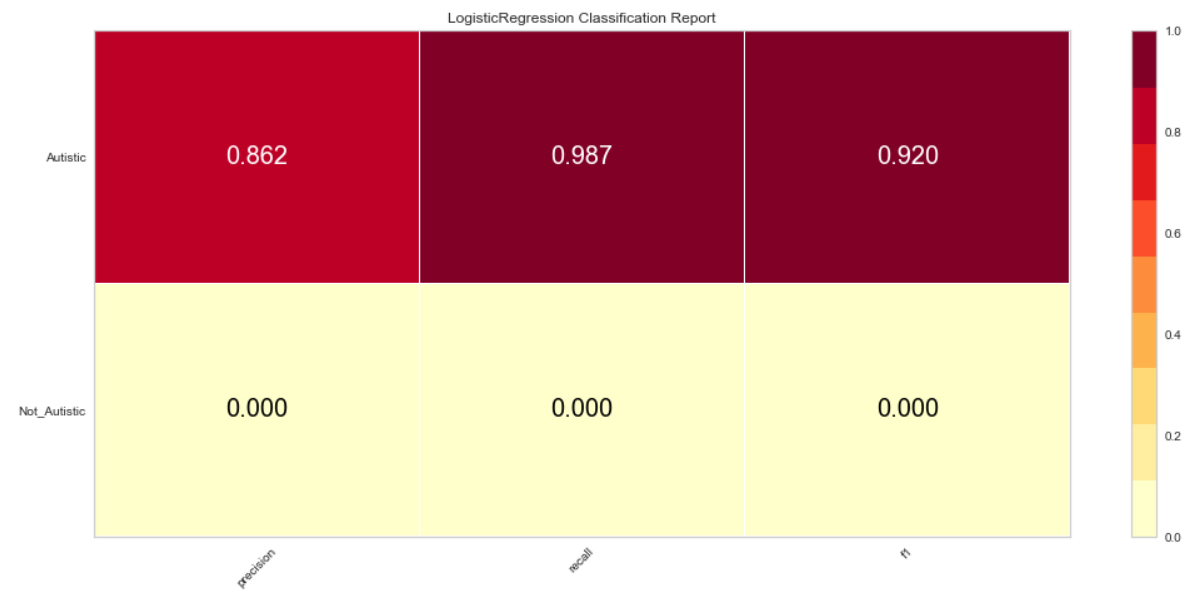 LogisticRegression Classification Report
1.0
Autistic 0.862 0.987 0.920
0.8
0.6
0.4
Not_Autistic 0.000 0.000 0.000
0.2
0.0
precision recall f1